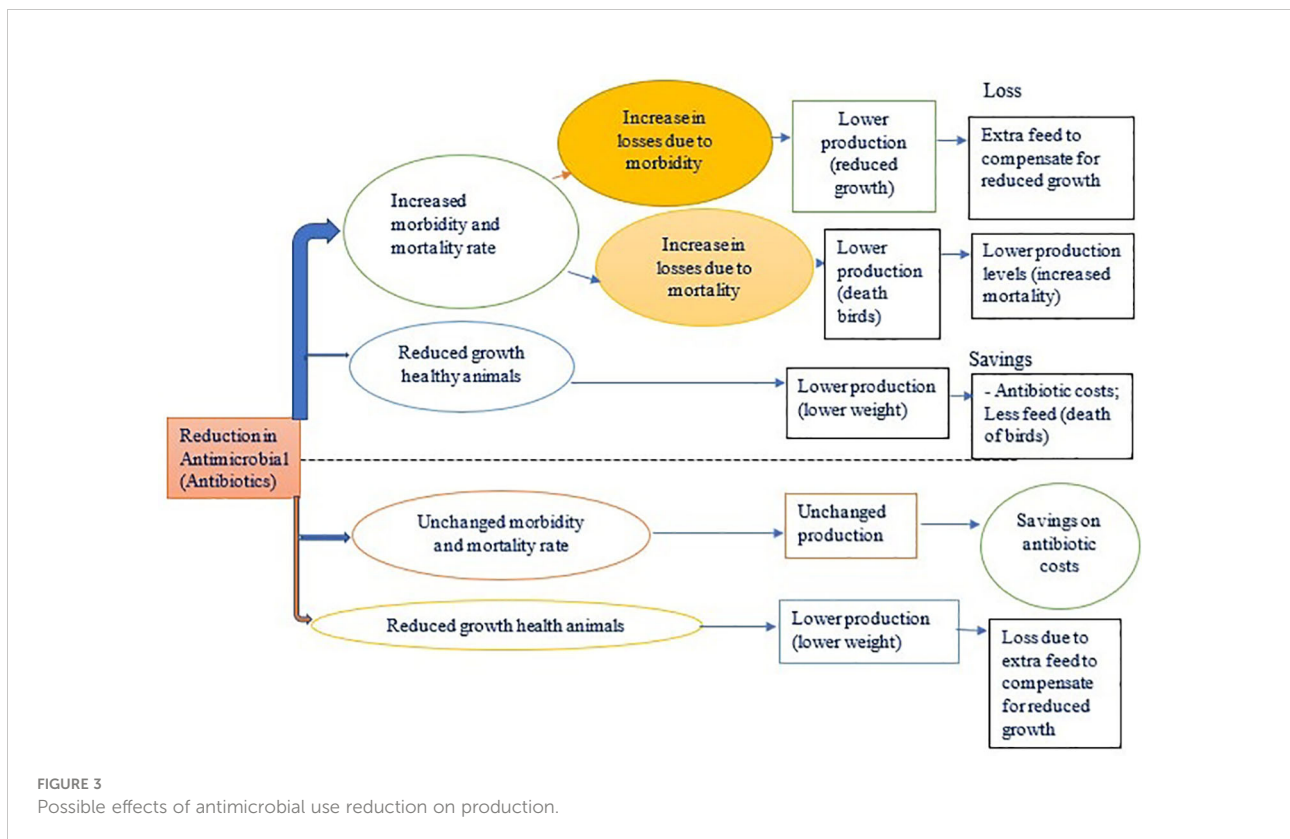 Loss
Increase in
losses due to
morbidity
Lower
production
(reduced
growth)
Extra feed to
compensate for
reduced growth
Increased
morbidity and
mortality rate
Increase in
losses due to
mortality
Lower
production
(death
birds)
Lower production
levels (increased
mortality)
Reduced growth
healthy animals
Savings
Lower production
(lower weight)
- Antibiotic costs;
Less feed (death
of birds)
Reduction in
Antimicrobial
(Antibiotics)
Unchanged morbidity
and mortality rate
Unchanged
production
Savings on
antibiotic
costs
Reduced growth health animals
Lower production
(lower weight)
Loss due to
extra feed to
compensate
for reduced
growth
FIGURE 3
Possible effects of antimicrobial use reduction on production.